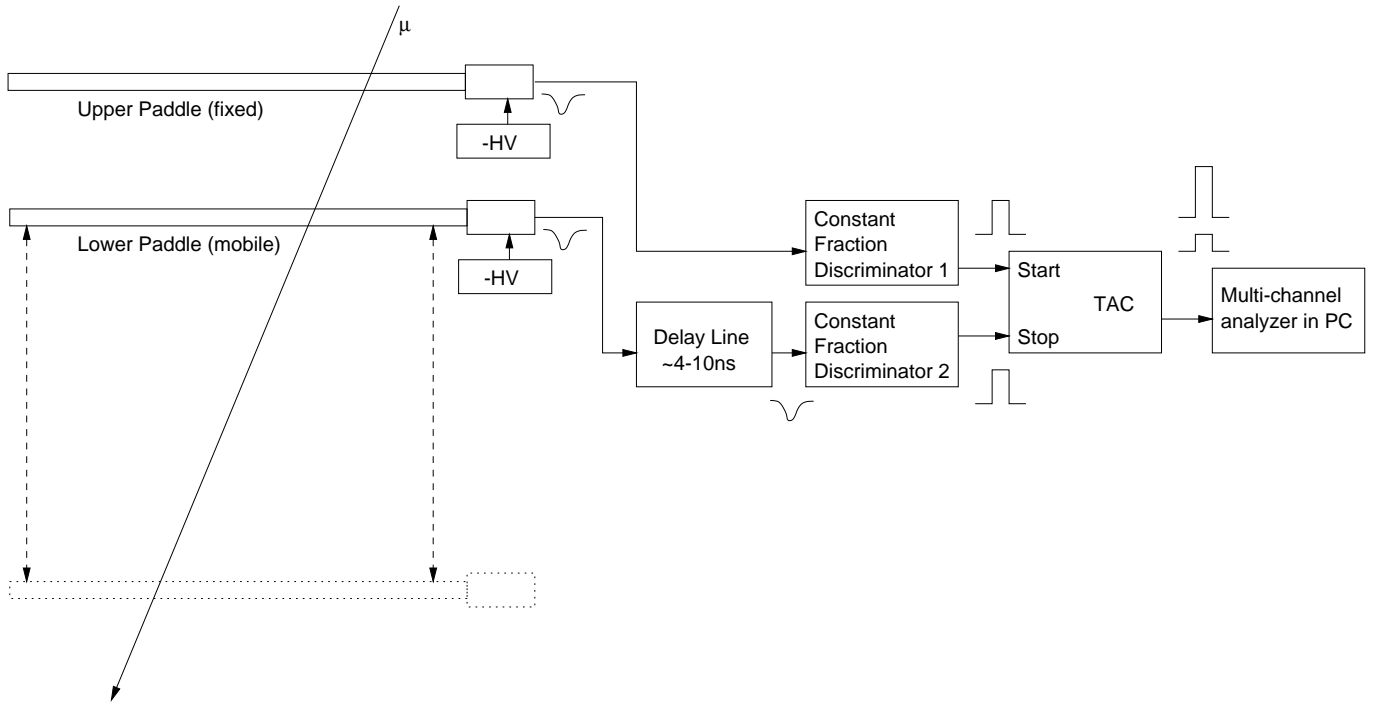 μ
Upper Paddle (fixed)
-HV
Lower Paddle (mobile)
-HV
Constant
Fraction
Discriminator 1
Delay Line
~4-10ns
Constant
Fraction
Discriminator 2
Start
TAC
Stop
Multi-channel
analyzer in PC